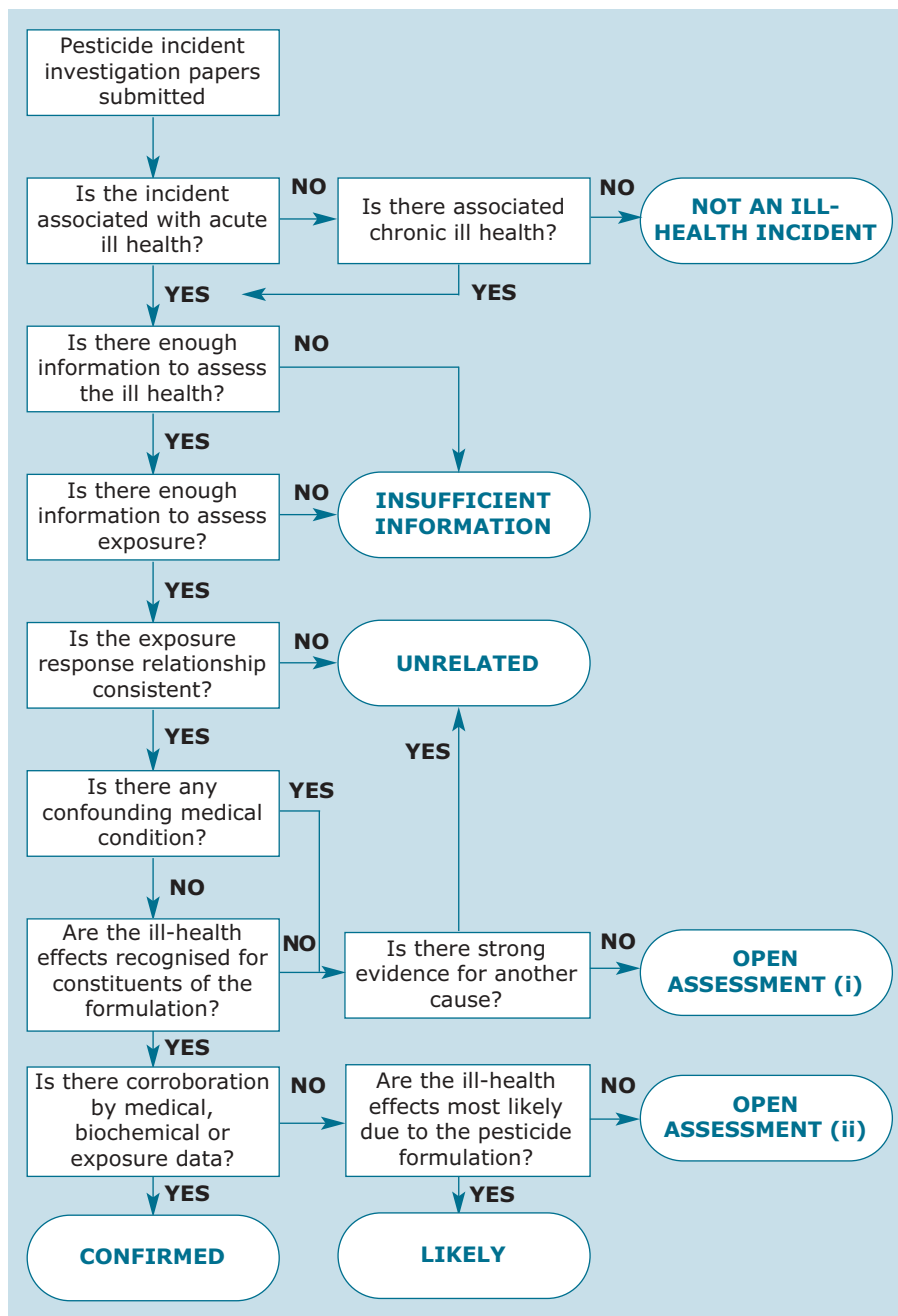 Pesticide incident
investigation papers
submitted
Is the incident
associated with acute
ill health?
NO
Is there associated
chronic ill health?
NO
NOT AN ILL-
HEALTH INCIDENT
YES
YES
Is there enough
information to assess
the ill health?
NO
YES
Is there enough
information to assess
exposure?
NO
INSUFFICIENT
INFORMATION
YES
Is the exposure
response relationship
consistent?
NO
UNRELATED
YES
YES
Is there any
confounding medical
condition?
YES
NO
Are the ill-health
effects recognised for
constituents of the
formulation?
NO
Is there strong
evidence for another
cause?
NO
OPEN
ASSESSMENT (i)
YES
Is there corroboration
by medical,
biochemical or
exposure data?
NO
Are the ill-health
effects most likely
due to the pesticide
formulation?
NO
OPEN
ASSESSMENT (ii)
YES
YES
CONFIRMED
LIKELY